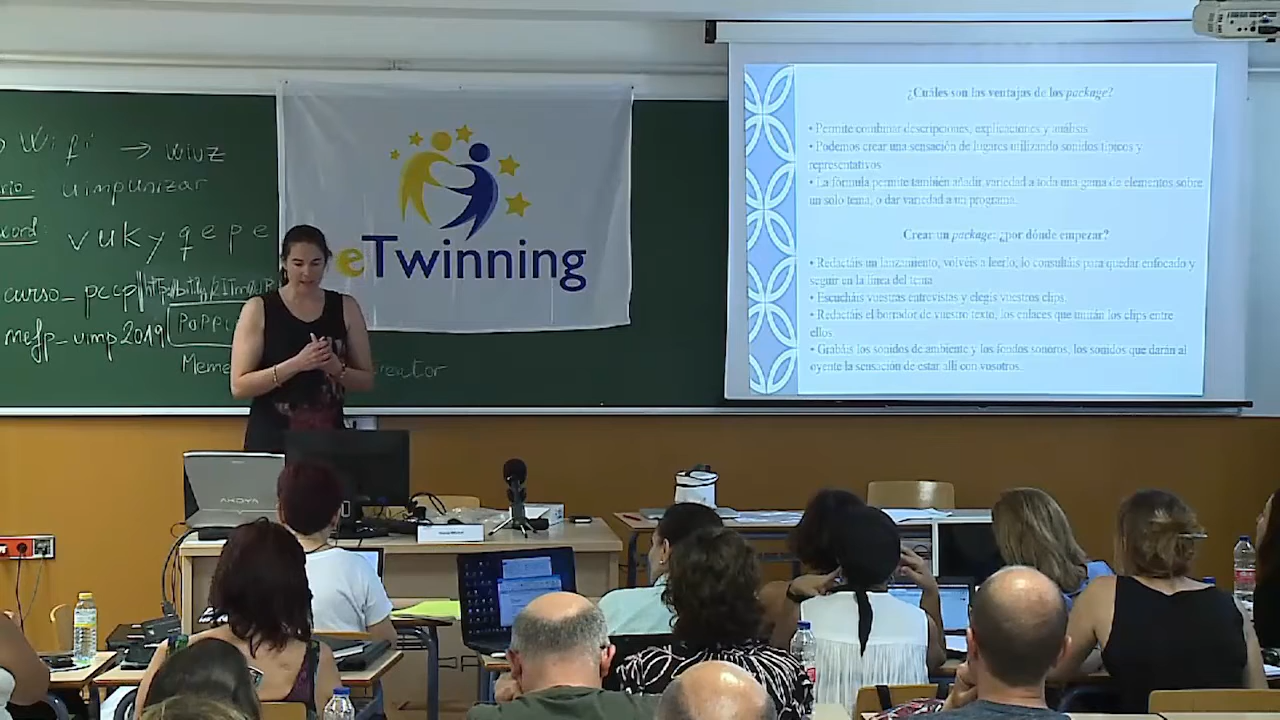 Wifi → wiuz
uimpunizar
vukyqepe
curso_pccp
mefp_uimp2019
eTwinning
¿Cuáles son las ventajas de los package?
• Permite combinar descripciones, explicaciones y análisis.
• Podemos crear una sensación de lugares utilizando sonidos típicos y
representativos
• La fórmula permite también añadir variedad a toda una gama de elementos sobre
un solo tema, o dar variedad a un programa.
Crear un package: ¿por dónde empezar?
• Redactáis un lanzamiento, volvéis a leerlo, lo consultáis para quedar enfocado y
seguir en la línea del tema
• Escucháis vuestras entrevistas y elegís vuestros clips.
• Redactáis el borrador de vuestro texto, los enlaces que unirán los clips entre
ellos
• Grabáis los sonidos de ambiente y los fondos sonoros, los sonidos que darán al
oyente la sensación de estar allí con vosotros.
AKOYA